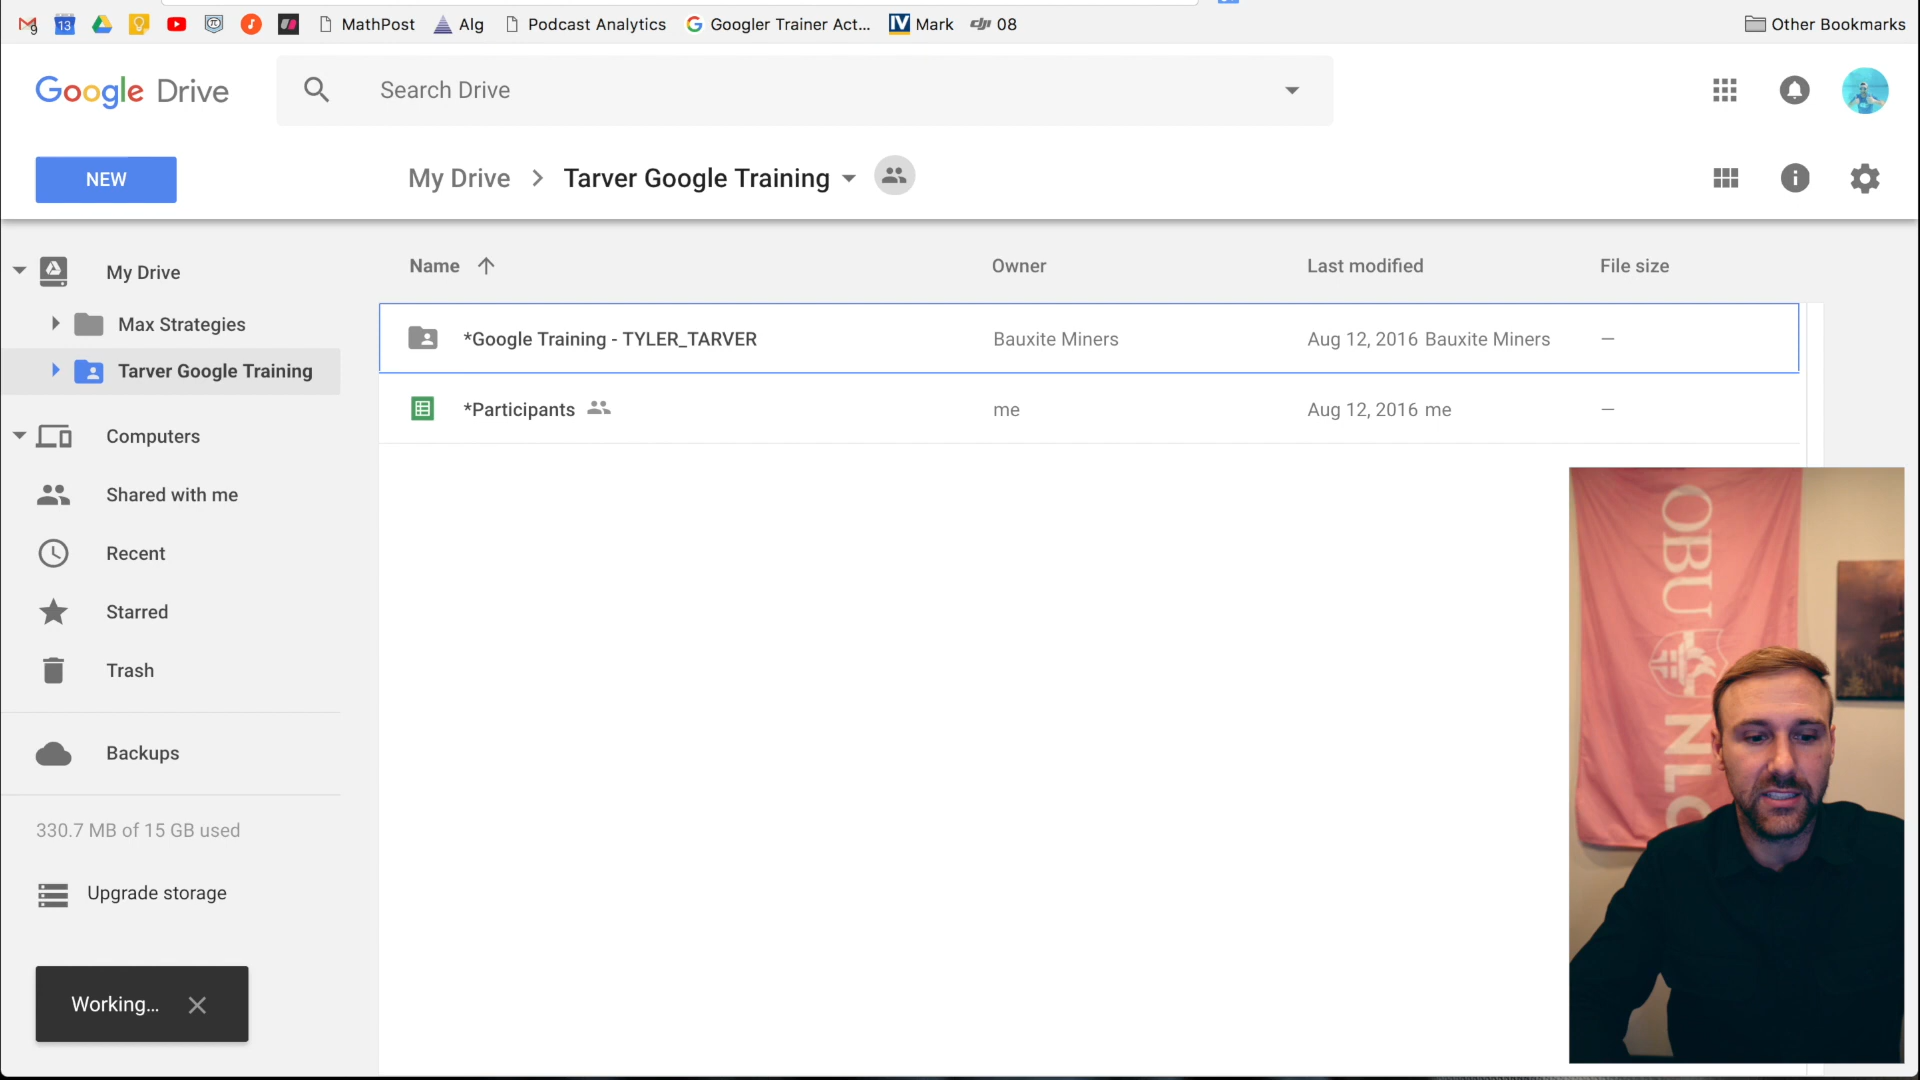 MathPost Alg Podcast Analytics Googler Trainer Act... Mark 08 Other Bookmarks
Google Drive Search Drive
NEW My Drive > Tarver Google Training
My Drive
Max Strategies
Tarver Google Training
Computers
Shared with me
Recent
Starred
Trash
Backups
330.7 MB of 15 GB used
Upgrade storage
Working...
Name Owner Last modified File size
*Google Training - TYLER_TARVER Bauxite Miners Aug 12, 2016 Bauxite Miners —
*Participants me Aug 12, 2016 me —
OBU